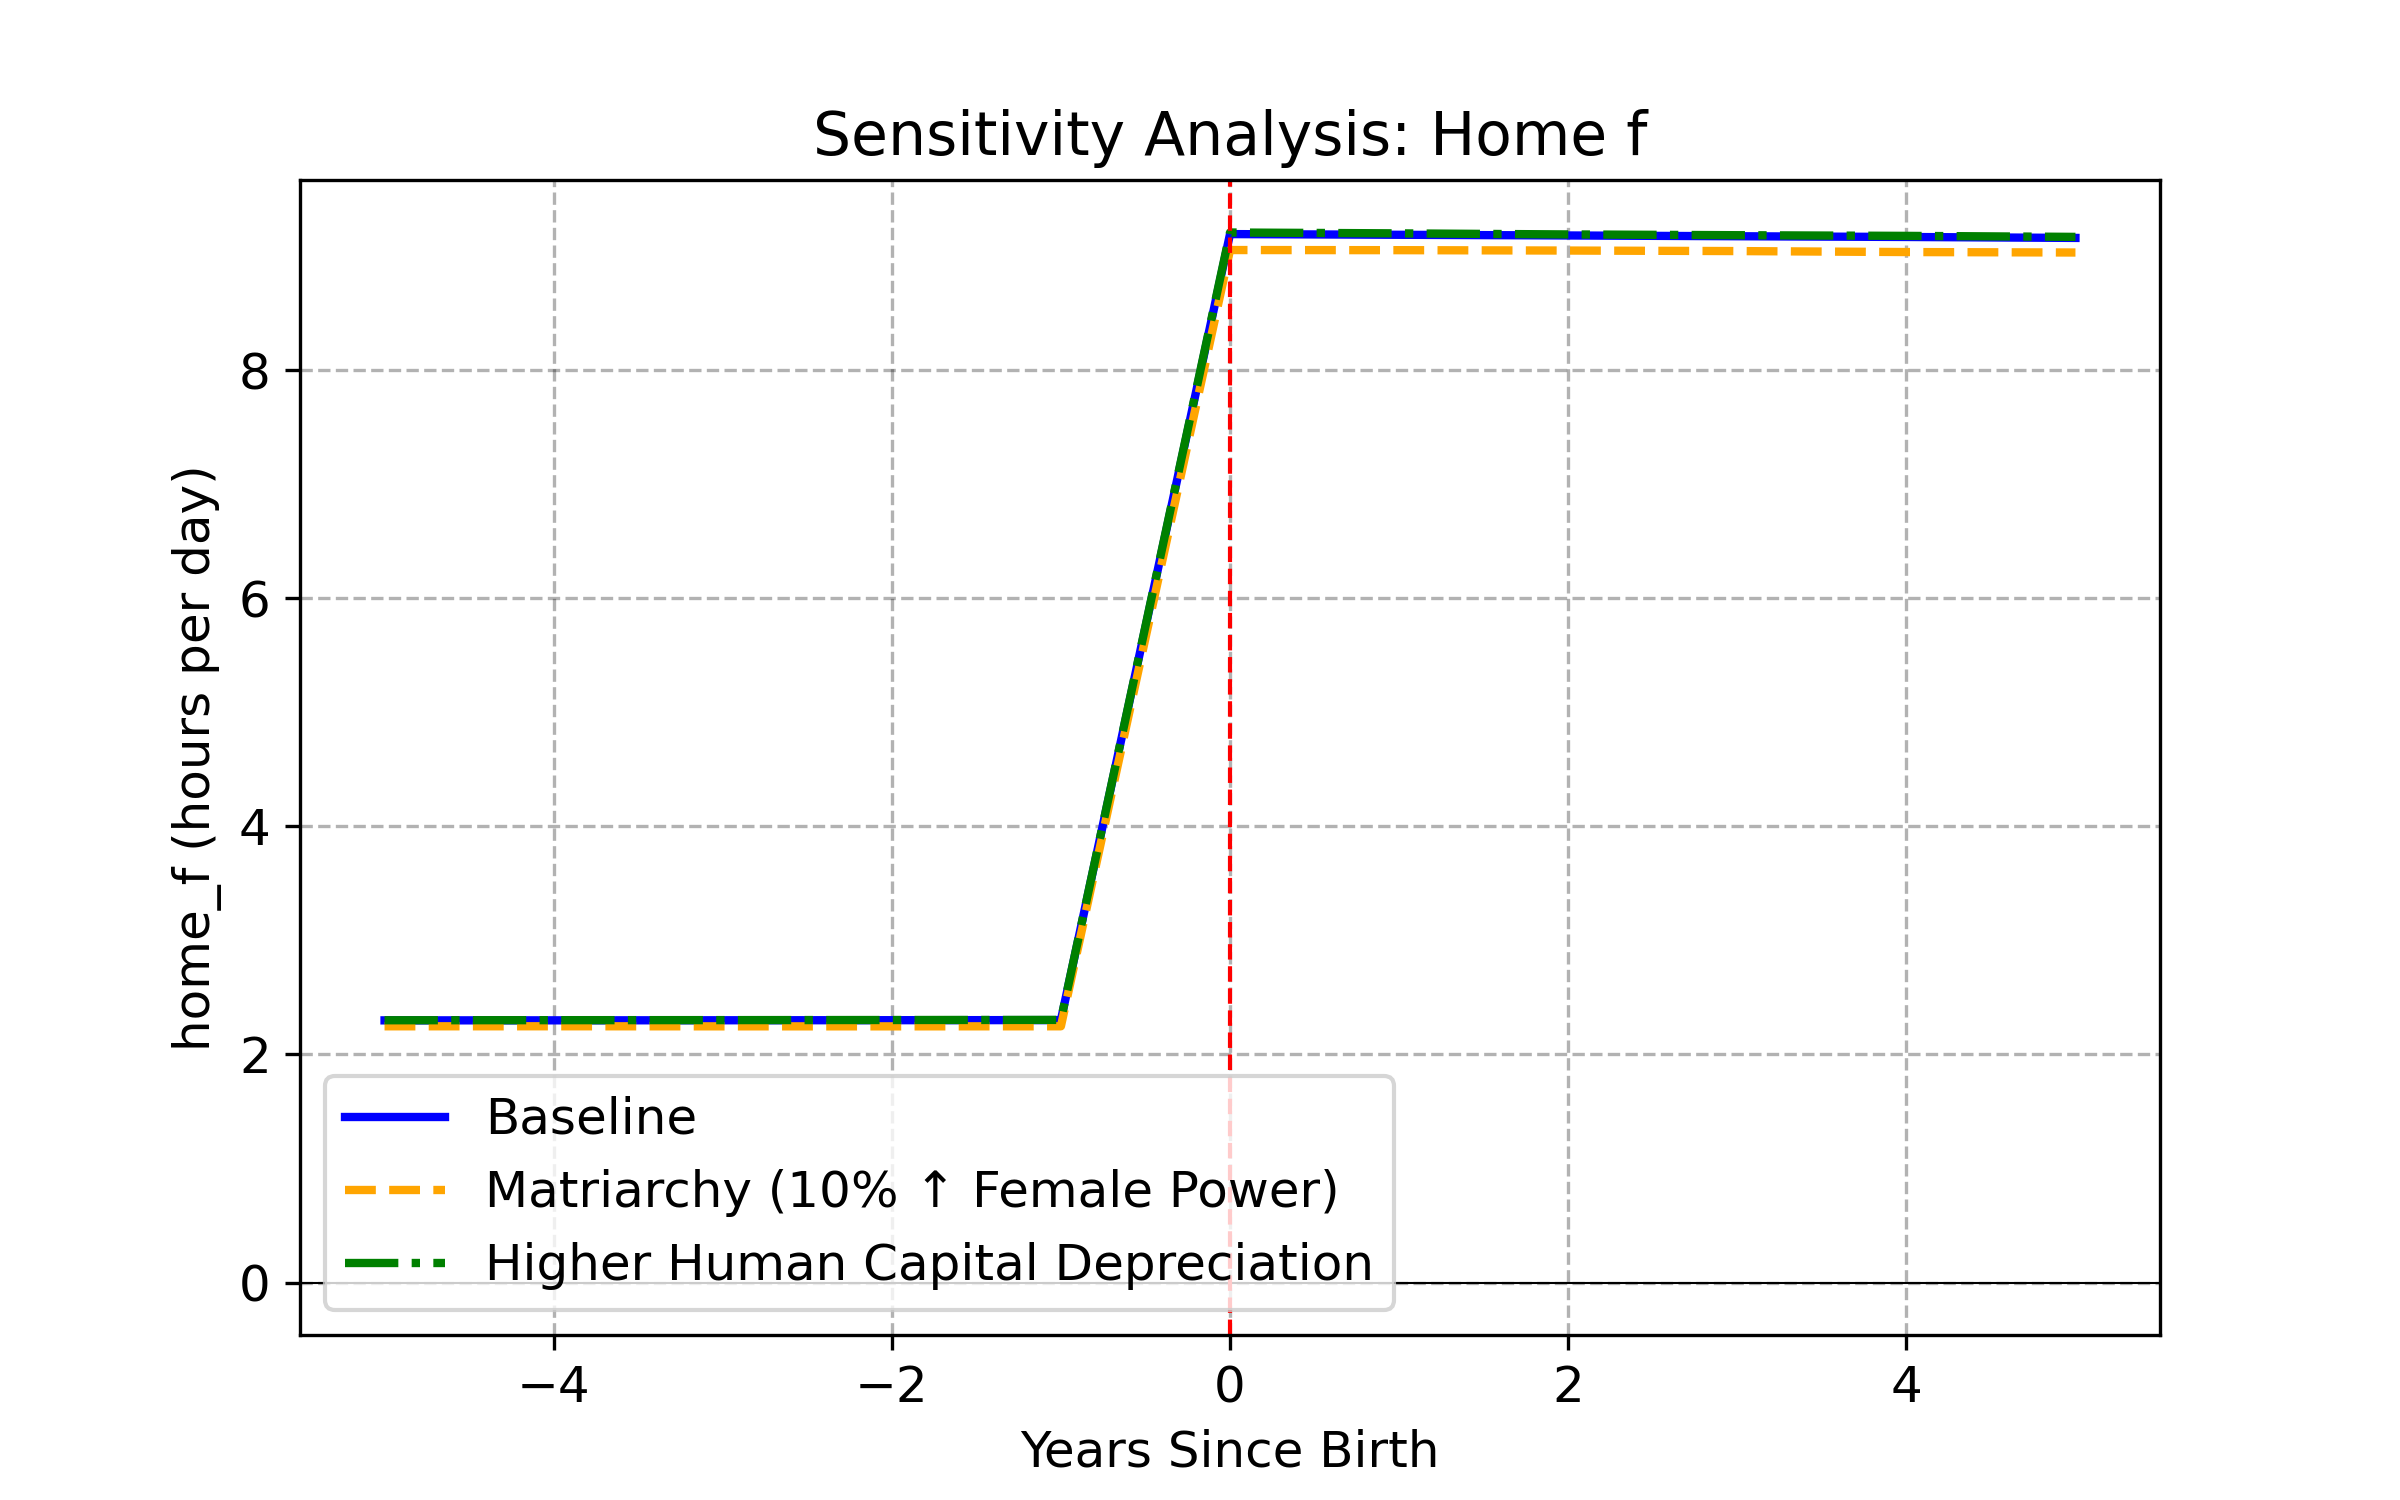 Sensitivity Analysis: Home f
home_f (hours per day)
8
6
4
2
0
Baseline
Matriarchy (10% ↑ Female Power)
Higher Human Capital Depreciation
−4
−2
0
2
4
Years Since Birth